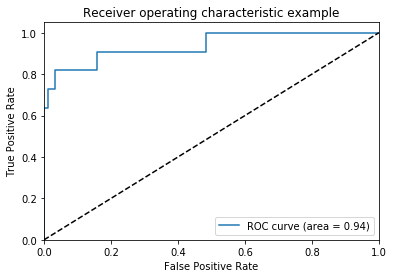 Receiver operating characteristic example
True Positive Rate
1.0
0.8
0.6
0.4
0.2
0.0
ROC curve (area = 0.94)
0.0 0.2 0.4 0.6 0.8 1.0
False Positive Rate